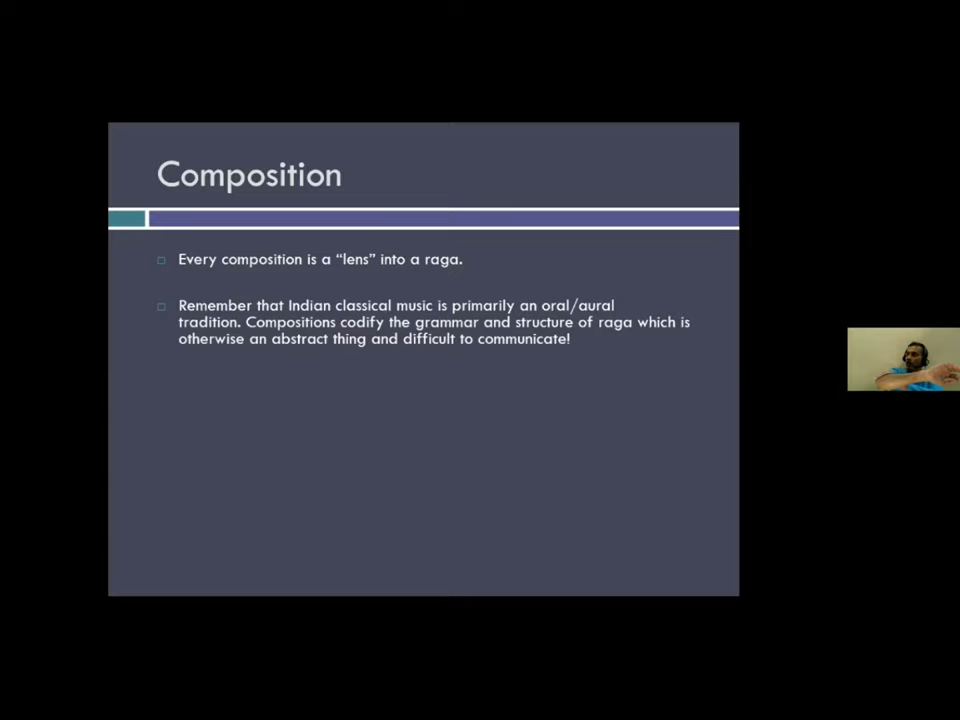 Composition
Every composition is a “lens” into a raga.
Remember that Indian classical music is primarily an oral/aural
tradition. Compositions codify the grammar and structure of raga which is
otherwise an abstract thing and difficult to communicate!